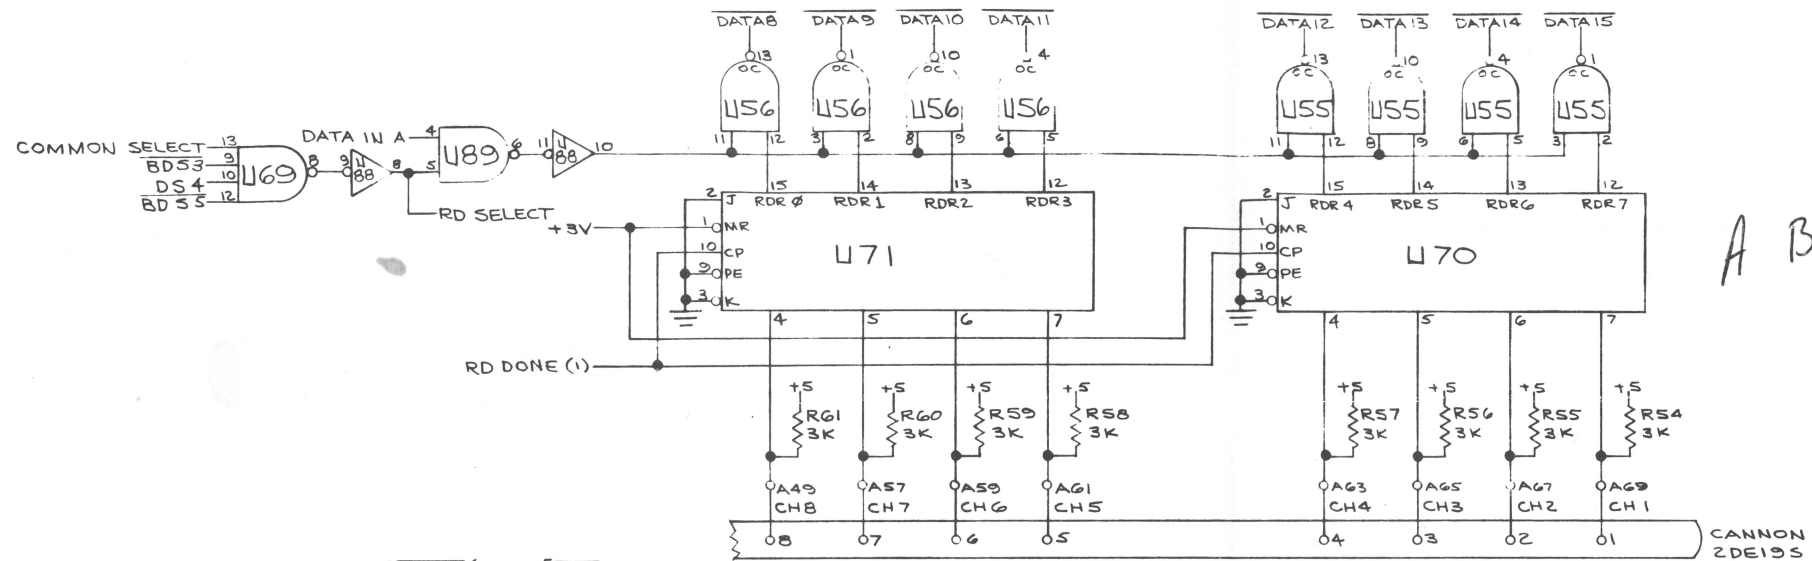 DATA8 DATA9 DATA10 DATA11 DATA12 DATA13 DATA14 DATA15
13 1 10 4 13 10 4 1
OC OC OC OC OC OC OC OC
U56 U56 U56 U56 U55 U55 U55 U55
11 12 3 2 8 9 6 5 11 12 8 9 6 5 3 2
COMMON SELECT 13
BDS3 9
DS4 10
BDS5 12
U69 8
9 U88 8
DATA IN A 4
5 U89 6
11 U88 10
RD SELECT
+3V
RD DONE (1)
15 14 13 12
2 J RDR0 RDR1 RDR2 RDR3
1 MR
10 CP
9 PE
3 K
U71
4 5 6 7
15 14 13 12
2 J RDR4 RDR5 RDR6 RDR7
1 MR
10 CP
9 PE
3 K
U70
4 5 6 7
A B
+5 +5 +5 +5 +5 +5 +5 +5
R61 R60 R59 R58 R57 R56 R55 R54
3K 3K 3K 3K 3K 3K 3K 3K
A49 A57 A59 A61 A63 A65 A67 A69
CH8 CH7 CH6 CH5 CH4 CH3 CH2 CH1
8 7 6 5 4 3 2 1
CANNON
2DE19S